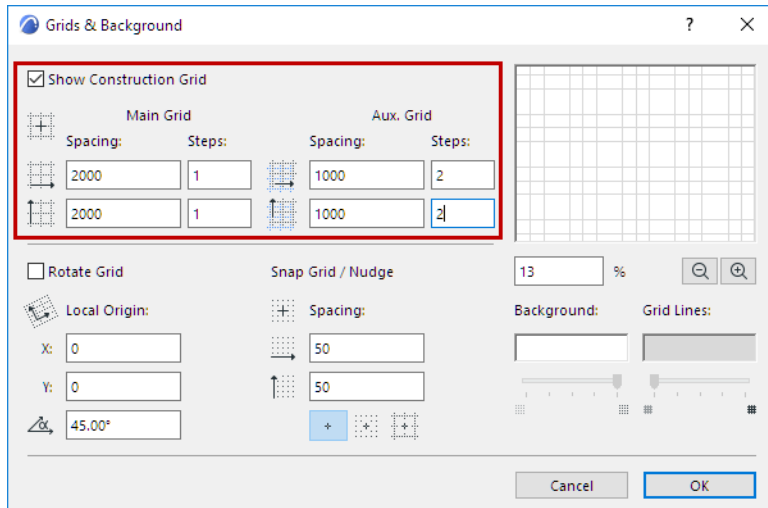 Grids & Background
?
Show Construction Grid
Main Grid
Aux. Grid
Spacing:
Steps:
Spacing:
Steps:
2000
1
1000
2
2000
1
1000
2
Rotate Grid
Snap Grid / Nudge
13
%
Local Origin:
Spacing:
Background:
Grid Lines:
X:
0
50
Y:
0
50
α
45.00°
Cancel
OK